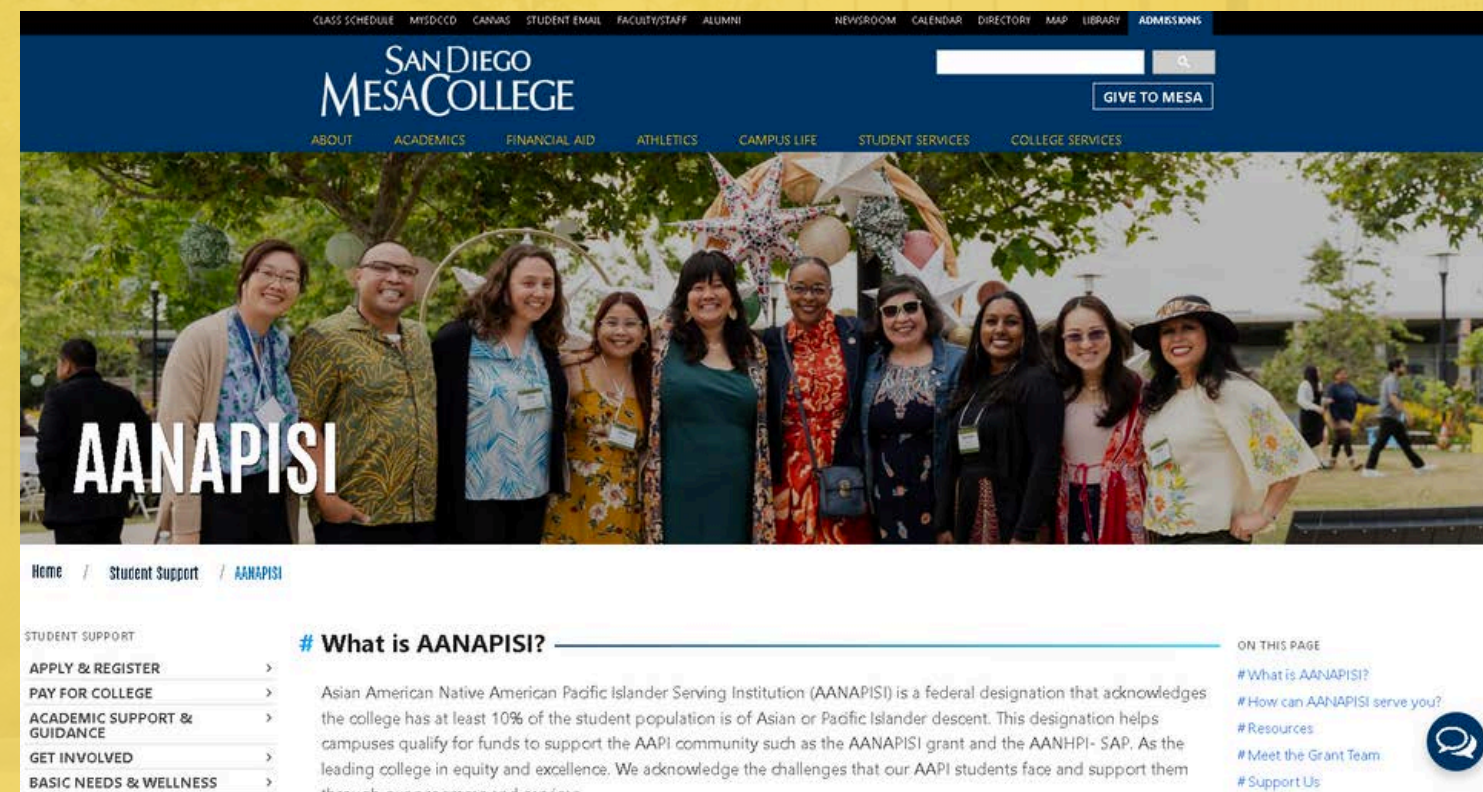 CLASS SCHEDULE MYSDCCD CANVAS STUDENT EMAIL FACULTY/STAFF ALUMNI NEWSROOM CALENDAR DIRECTORY MAP LIBRARY ADMISSIONS
SAN DIEGO
MESA COLLEGE
GIVE TO MESA
ABOUT ACADEMICS FINANCIAL AID ATHLETICS CAMPUS LIFE STUDENT SERVICES COLLEGE SERVICES
AANAPISI
Home / Student Support / AANAPISI
STUDENT SUPPORT
APPLY & REGISTER >
PAY FOR COLLEGE >
ACADEMIC SUPPORT & >
GUIDANCE
GET INVOLVED >
BASIC NEEDS & WELLNESS >
# What is AANAPISI?
Asian American Native American Pacific Islander Serving Institution (AANAPISI) is a federal designation that acknowledges
the college has at least 10% of the student population is of Asian or Pacific Islander descent. This designation helps
campuses qualify for funds to support the AAPI community such as the AANAPISI grant and the AANHPI- SAP. As the
leading college in equity and excellence. We acknowledge the challenges that our AAPI students face and support them
ON THIS PAGE
# What is AANAPISI?
# How can AANAPISI serve you?
# Resources
# Meet the Grant Team
# Support Us